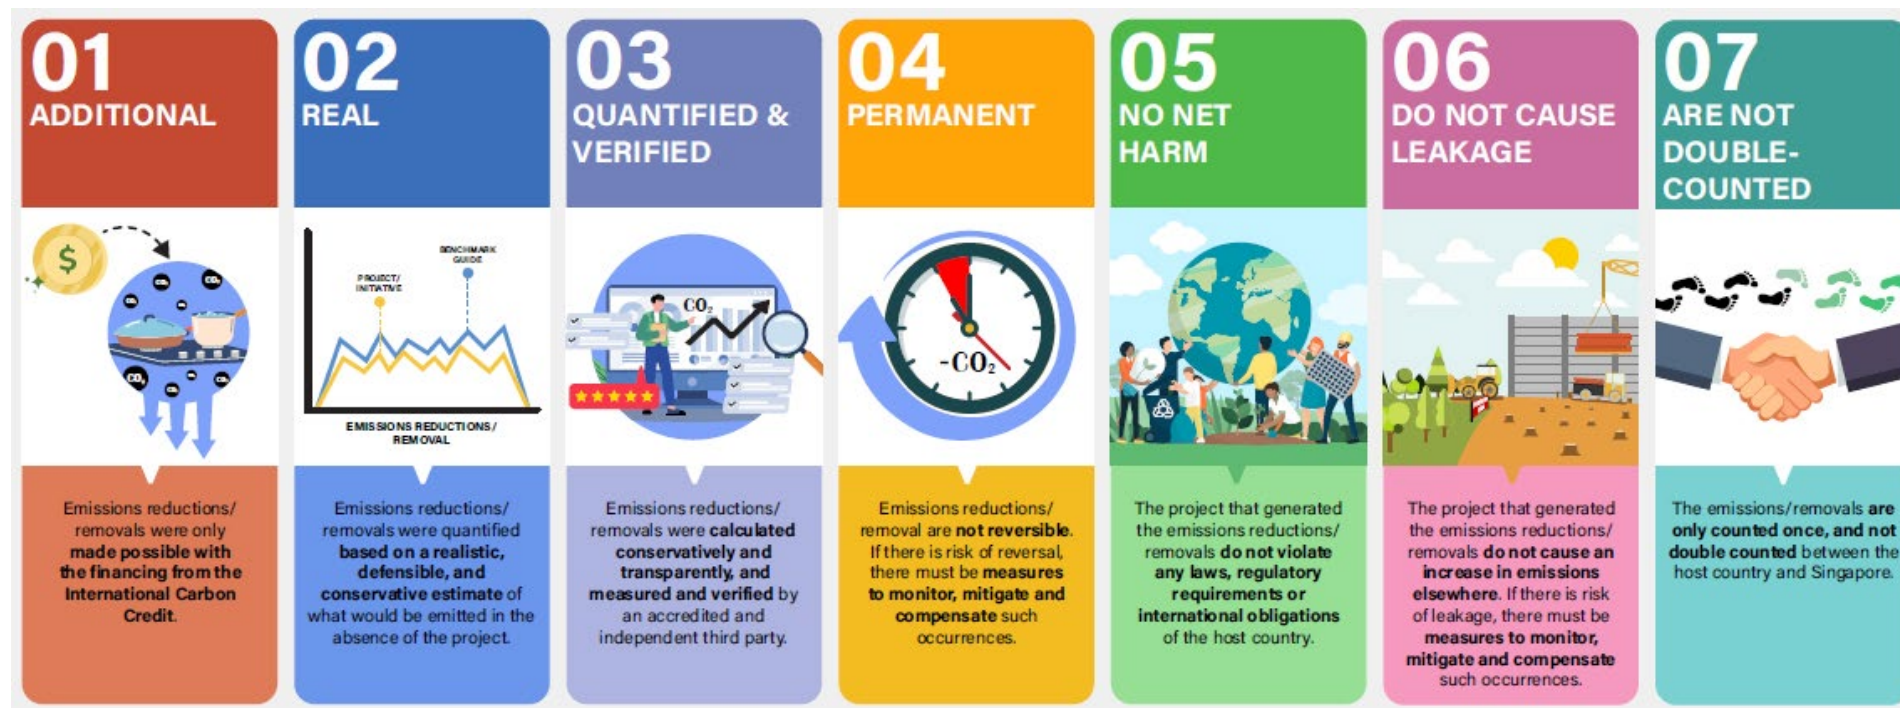 01
ADDITIONAL
$
CO₂
CO₂
CO₂
CO₂
CO₂
CO₂
CO₂
CO₂
Emissions reductions/
removals were only
made possible with
the financing from the
International Carbon
Credit.
02
REAL
BENCHMARK
GUIDE
PROJECT/
INITIATIVE
EMISSIONS REDUCTIONS/
REMOVAL
Emissions reductions/
removals were quantified
based on a realistic,
defensible, and
conservative estimate of
what would be emitted in the
absence of the project.
03
QUANTIFIED &
VERIFIED
CO₂
Emissions reductions/
removals were calculated
conservatively and
transparently, and
measured and verified by
an accredited and
independent third party.
04
PERMANENT
-CO₂
Emissions reductions/
removal are not reversible.
If there is risk of reversal,
there must be measures
to monitor, mitigate and
compensate such
occurrences.
05
NO NET
HARM
The project that generated
the emissions reductions/
removals do not violate
any laws, regulatory
requirements or
international obligations
of the host country.
06
DO NOT CAUSE
LEAKAGE
The project that generated
the emissions reductions/
removals do not cause an
increase in emissions
elsewhere. If there is risk
of leakage, there must be
measures to monitor,
mitigate and compensate
such occurrences.
07
ARE NOT
DOUBLE-
COUNTED
The emissions/removals are
only counted once, and not
double counted between the
host country and Singapore.